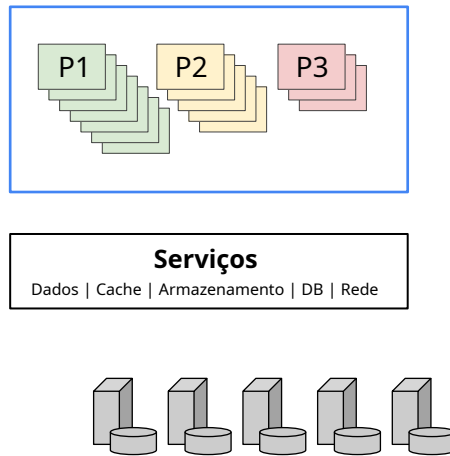 P1 P2 P3
Serviços
Dados | Cache | Armazenamento | DB | Rede